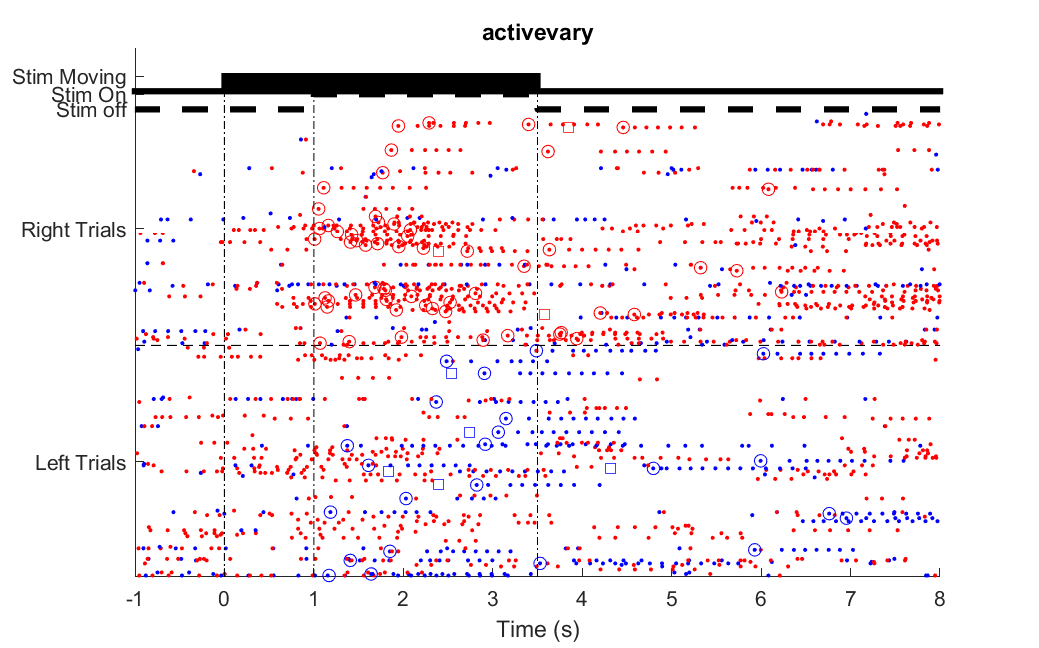 activevary
Stim Moving
Stim On
Stim off
Right Trials
Left Trials
-1 0 1 2 3 4 5 6 7 8
Time (s)